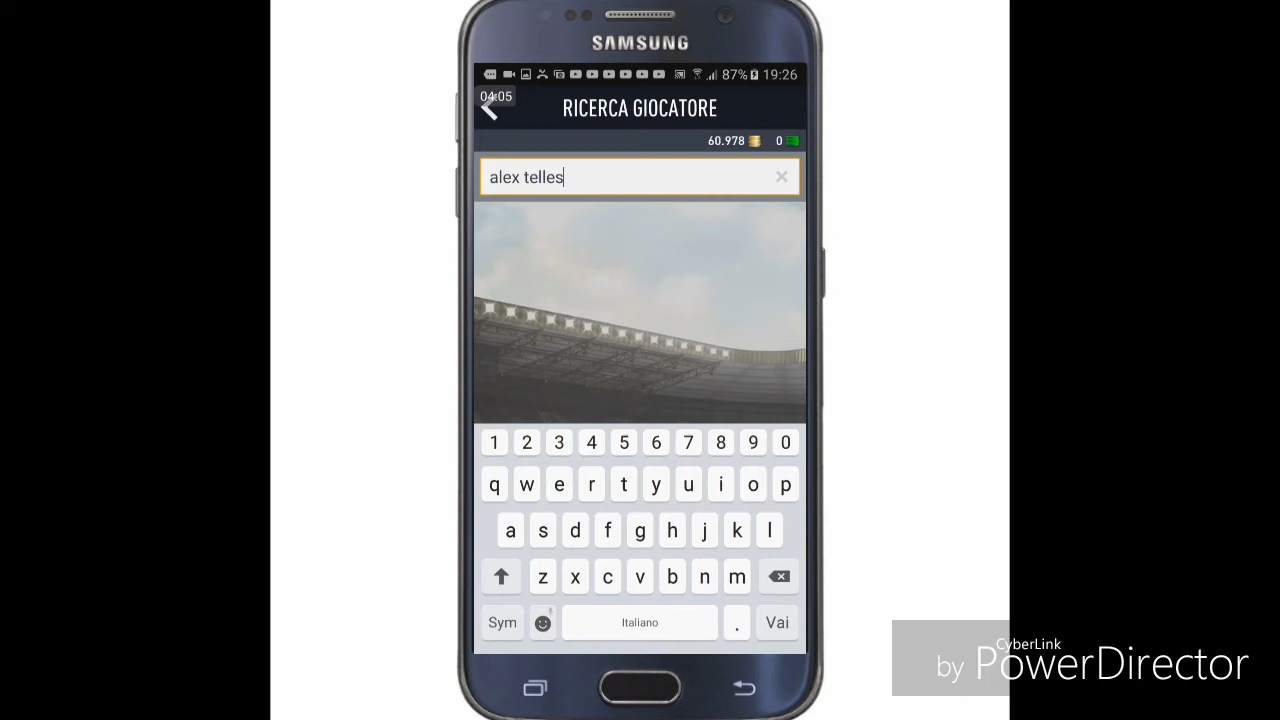 SAMSUNG
87% 19:26
04:05
RICERCA GIOCATORE
60.978 0
alex telles
1 2 3 4 5 6 7 8 9 0
q w e r t y u i o p
a s d f g h j k l
z x c v b n m
Sym Italiano . Vai
CyberLink
by PowerDirector